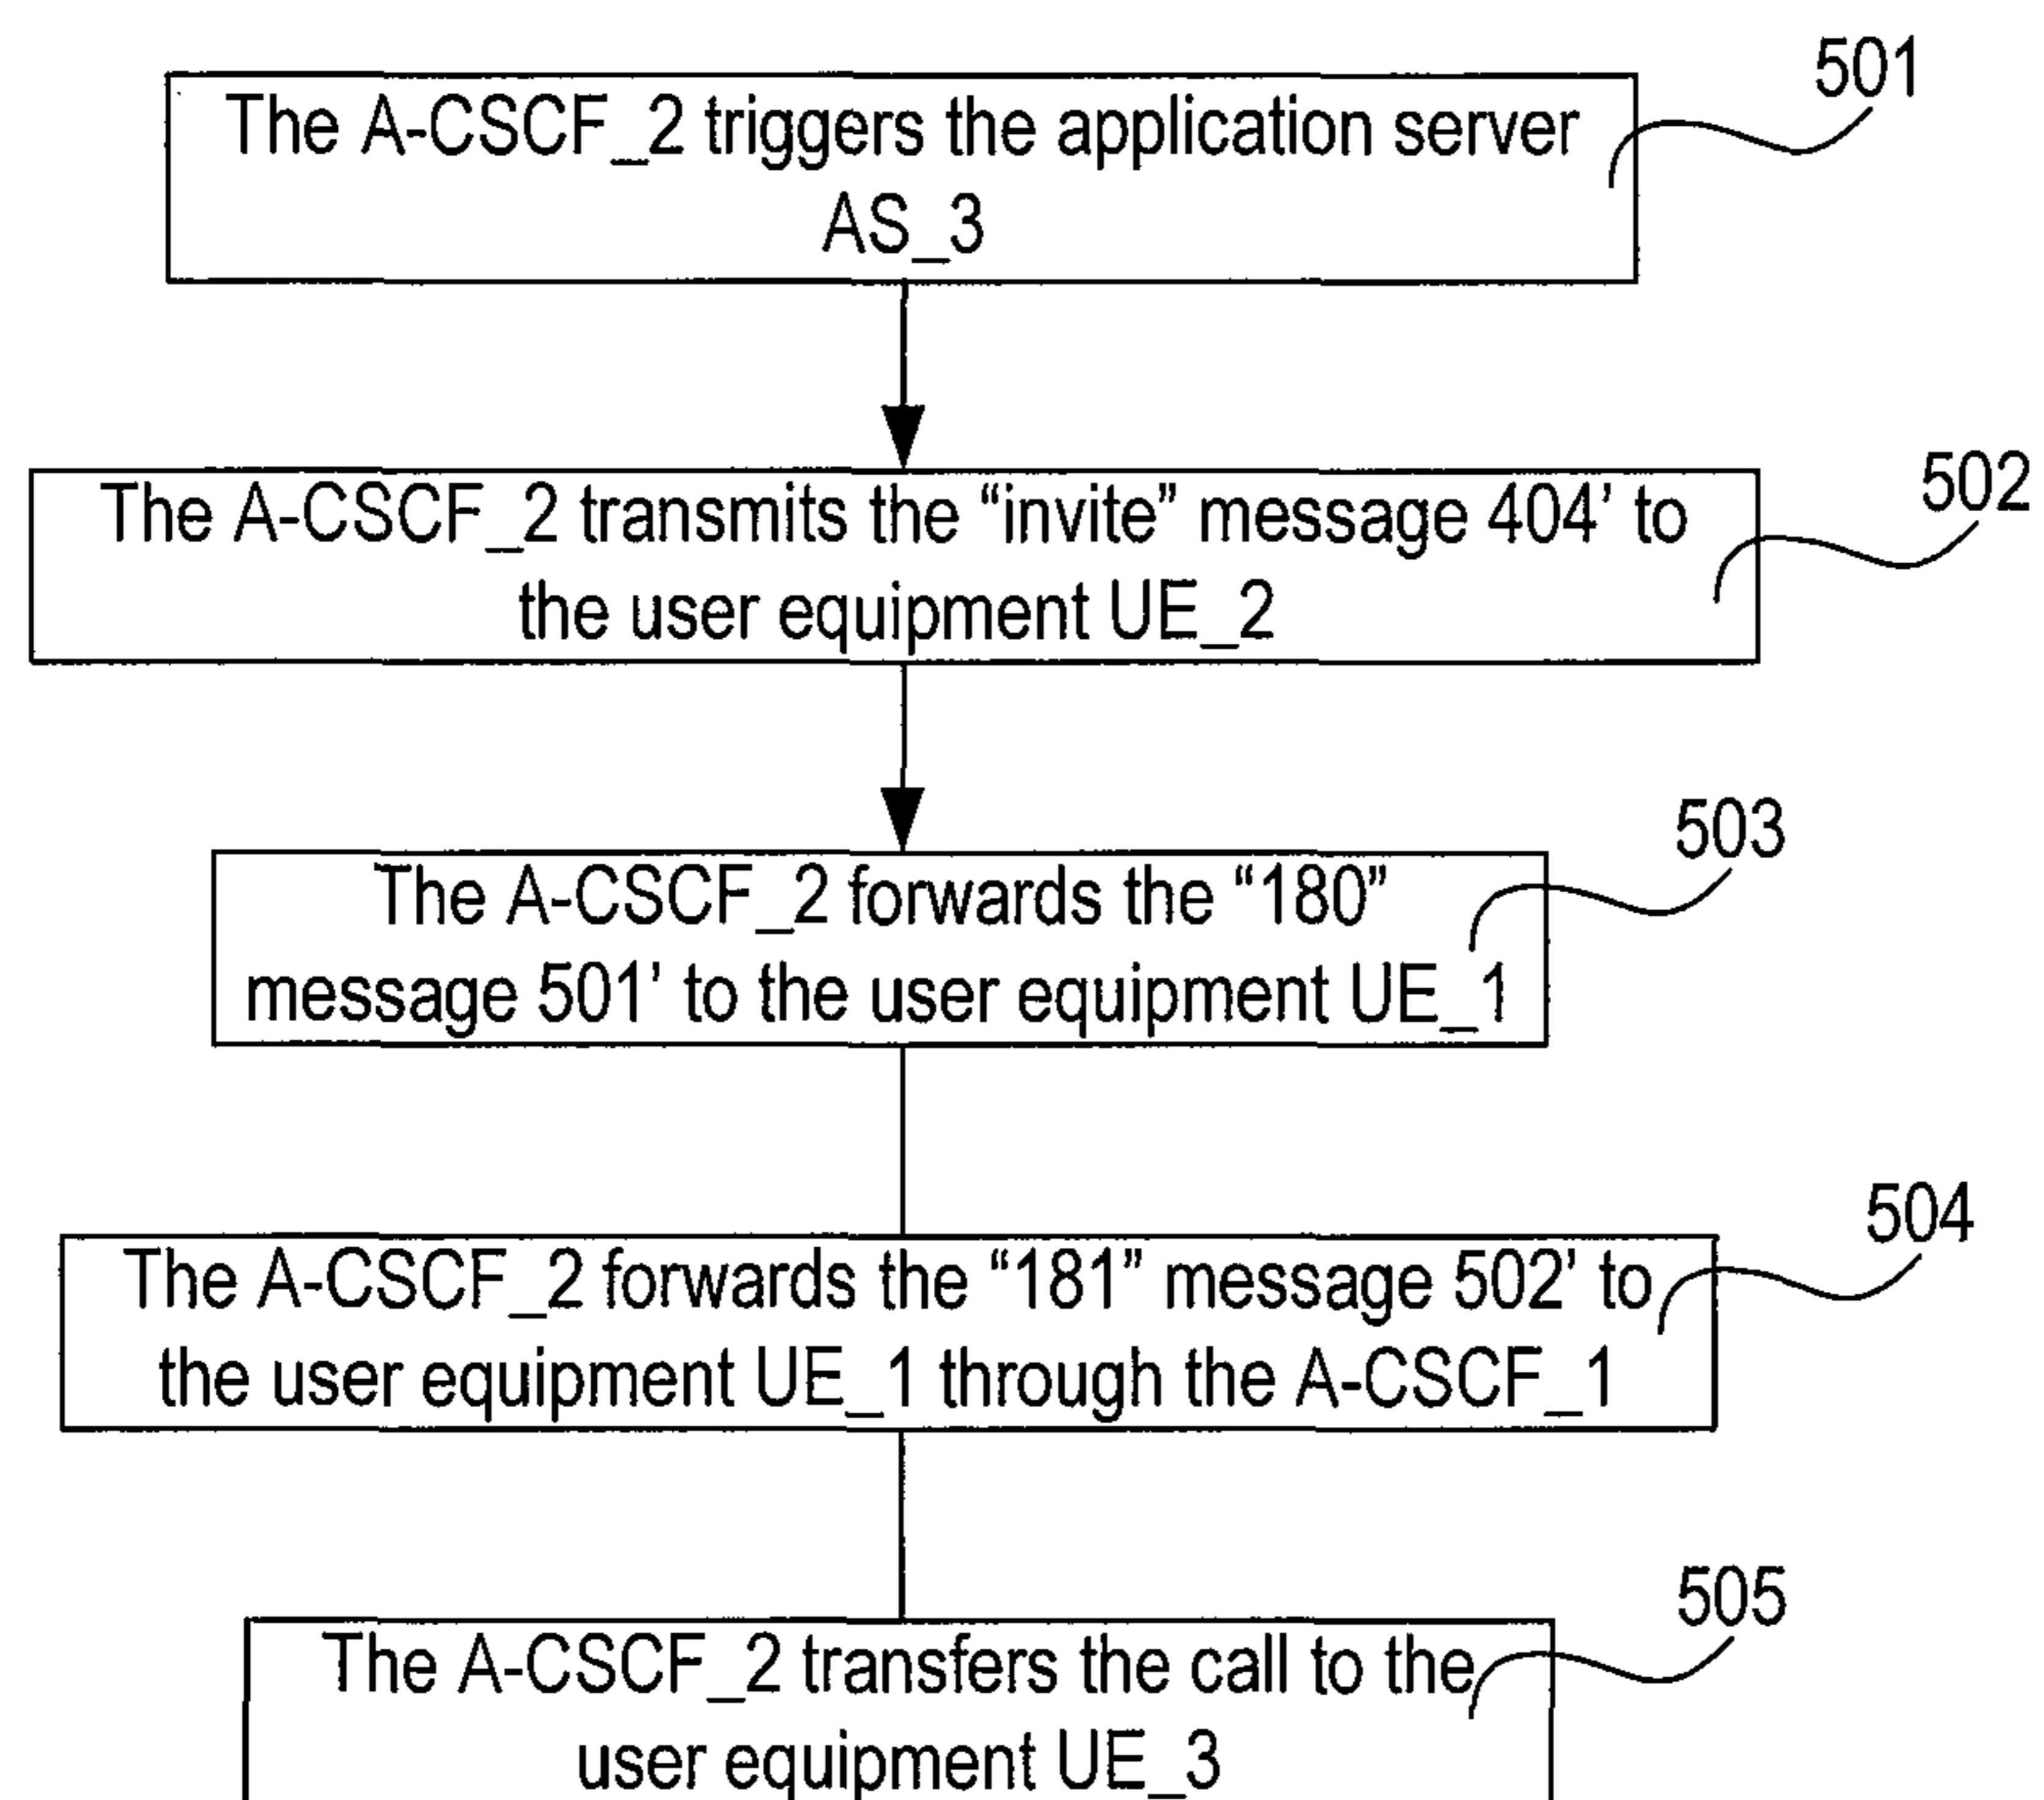 501
The A-CSCF_2 triggers the application server
AS_3
502
The A-CSCF_2 transmits the “invite” message 404’ to
the user equipment UE_2
503
The A-CSCF_2 forwards the “180”
message 501’ to the user equipment UE_1
504
The A-CSCF_2 forwards the “181” message 502’ to
the user equipment UE_1 through the A-CSCF_1
505
The A-CSCF_2 transfers the call to the
user equipment UE_3